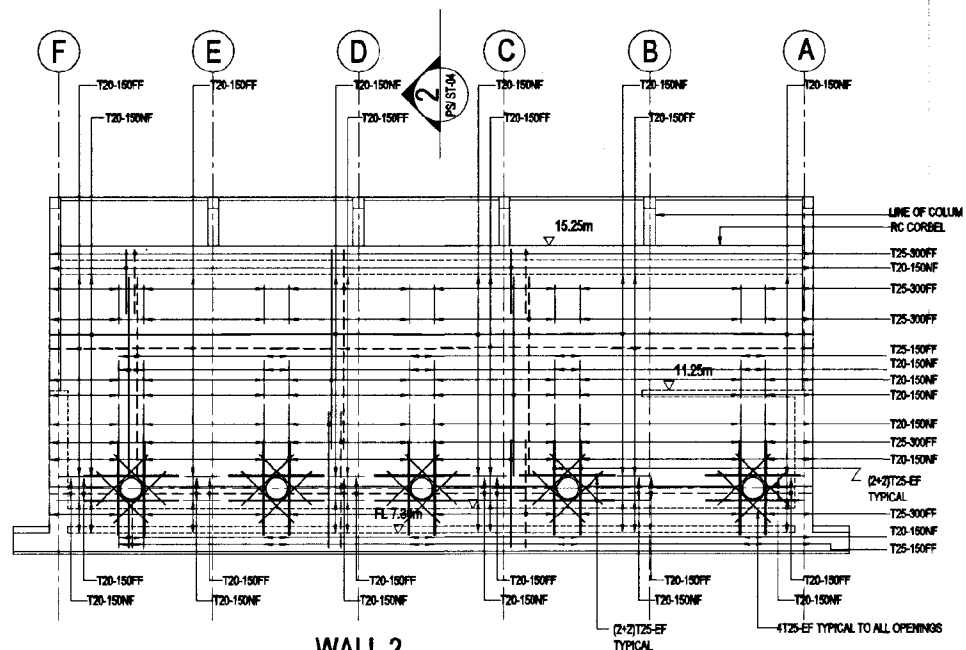 F E D C B A
2
PS/ ST-04
T20-150FF T20-150FF T20-150NF T20-150NF T20-150NF T20-150NF
T20-150NF T20-150FF T20-150FF T20-150FF
LINE OF COLUM
15.25m
RC CORBEL
T25-300FF
T20-150NF
T25-300FF
T25-300FF
T25-150FF
T20-150NF
11.25m
T20-150NF
T20-150NF
T20-150NF
T25-300FF
T20-150NF
(2+2)T25-EF
TYPICAL
FL
T25-300FF
T20-150NF
T25-150FF
T20-150FF T20-150FF T20-150FF T20-150FF T20-150FF T20-150FF
T20-150NF T20-150NF T20-150NF T20-150NF T20-150NF
(2+2)T25-EF
TYPICAL
4T25-EF TYPICAL TO ALL OPENINGS
WALL 2